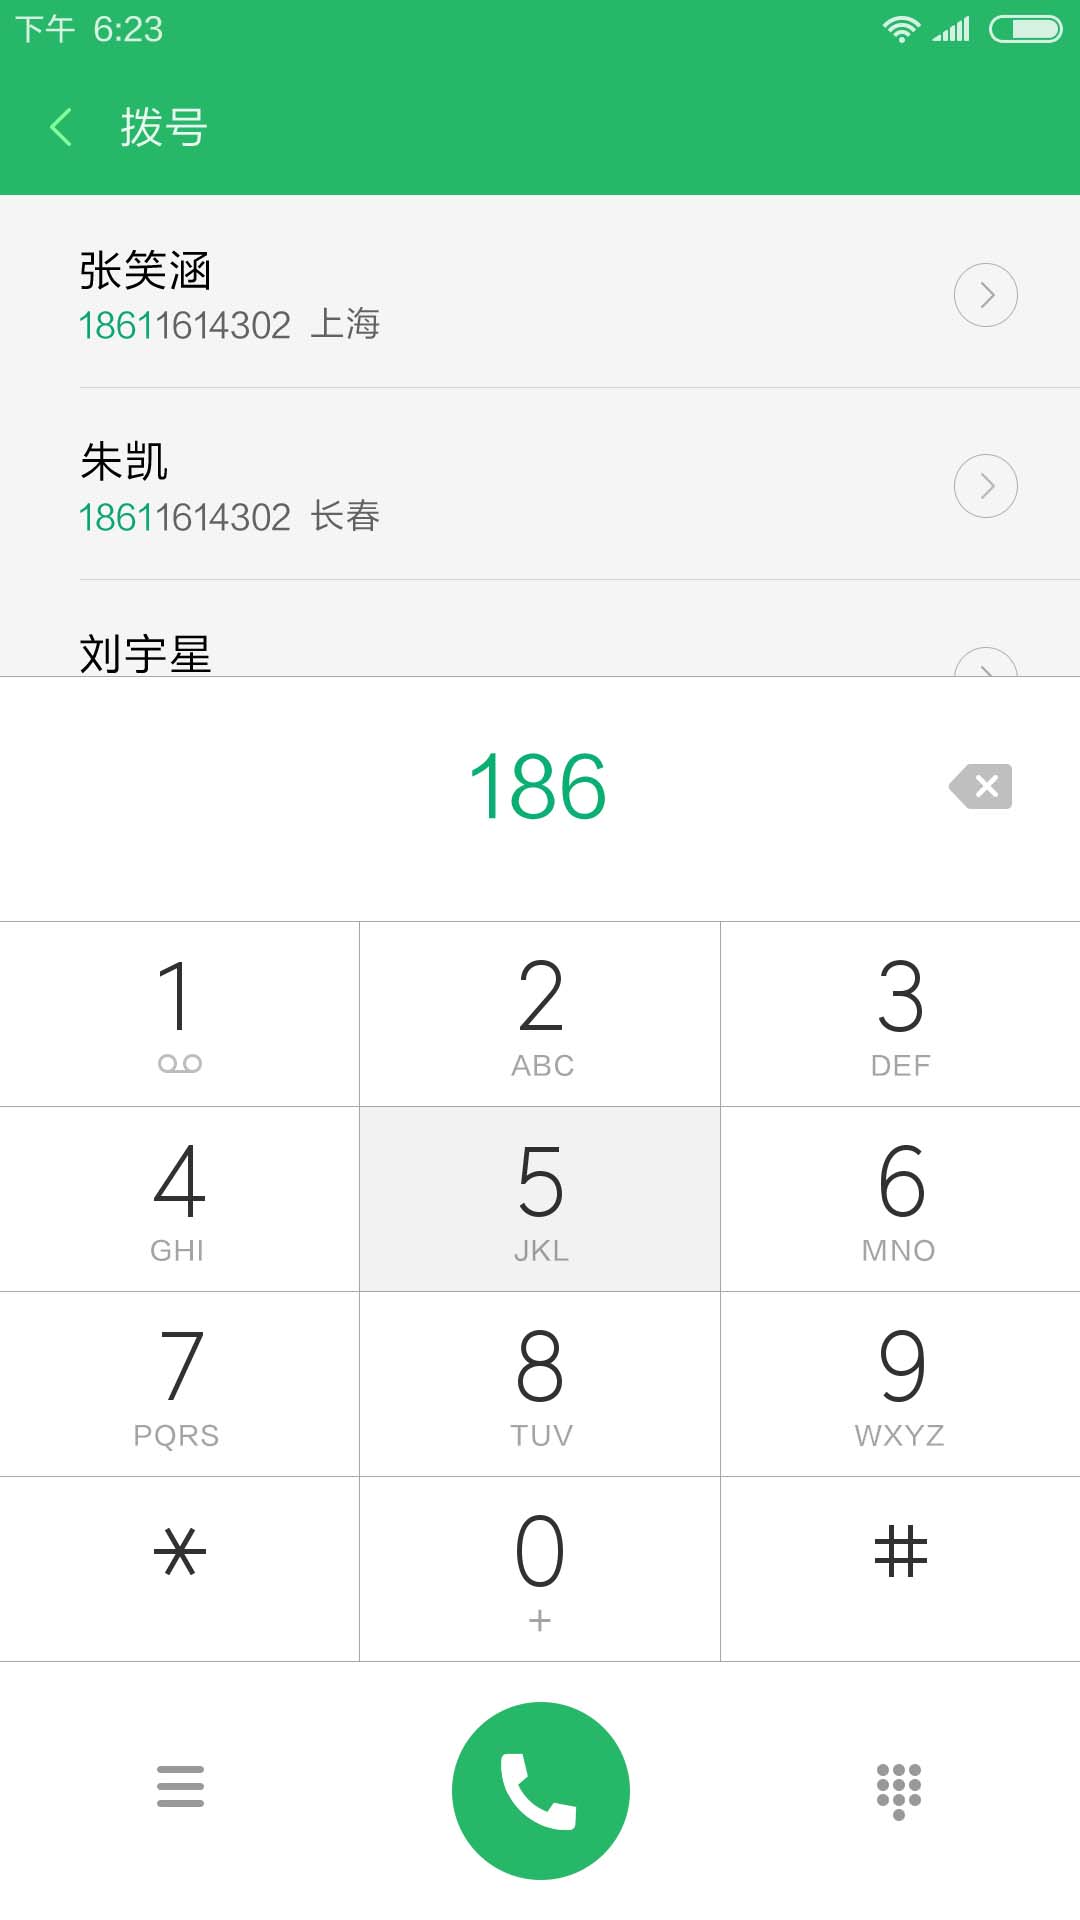 下午 6:23
拨号
张笑涵
18611614302 上海
朱凯
18611614302 长春
刘宇星
186
1 2 3
ABC DEF
4 5 6
GHI JKL MNO
7 8 9
PQRS TUV WXYZ
* 0 #
+